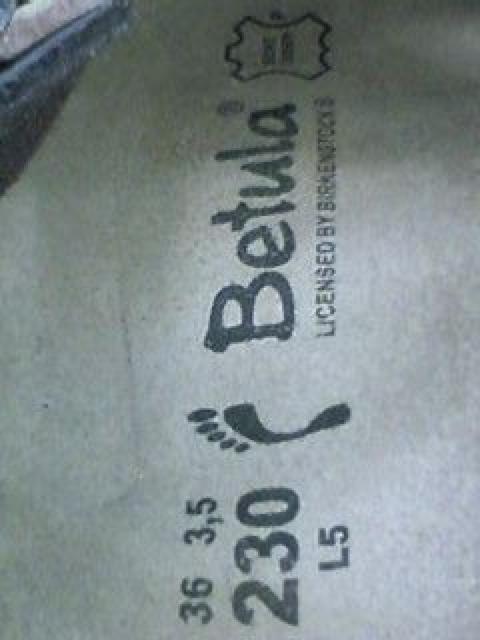 36 3,5
230
L5
Betula®
LICENSED BY BIRKENSTOCK®